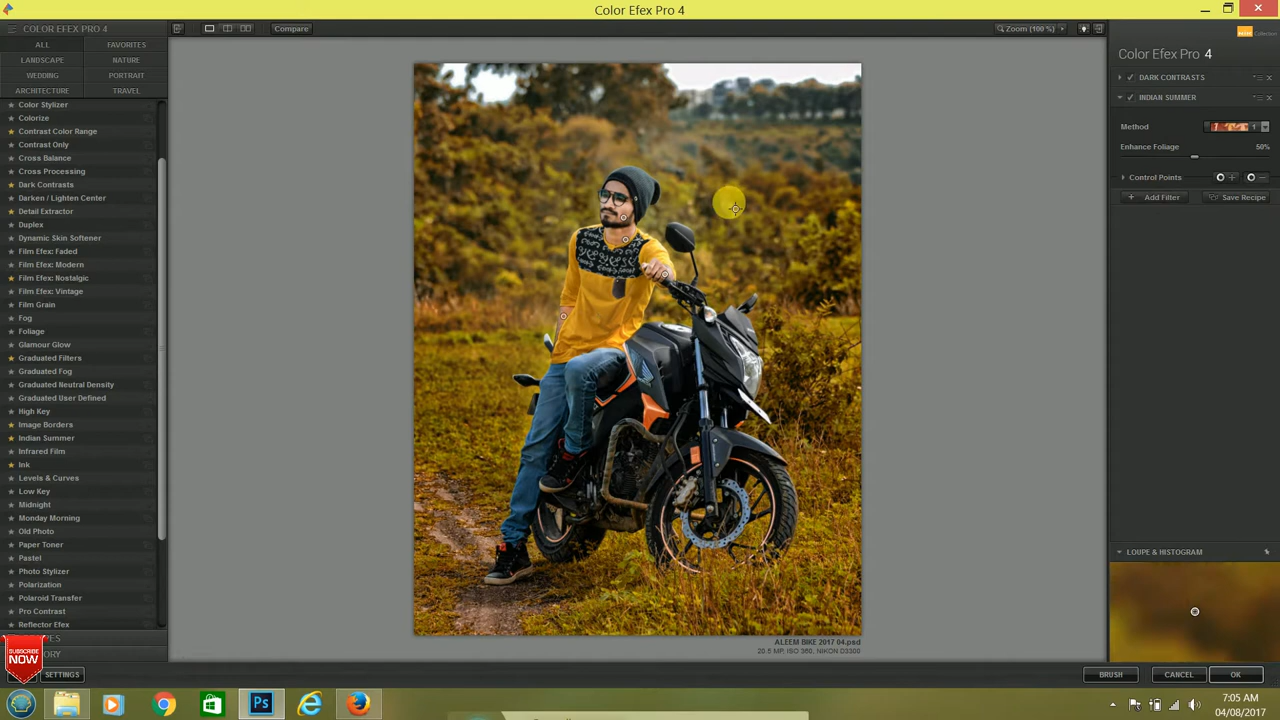 Color Efex Pro 4
COLOR EFEX PRO 4
Compare
Zoom (100 %)
ALL
FAVORITES
LANDSCAPE
NATURE
WEDDING
PORTRAIT
ARCHITECTURE
TRAVEL
Color Stylizer
Colorize
Contrast Color Range
Contrast Only
Cross Balance
Cross Processing
Dark Contrasts
Darken / Lighten Center
Detail Extractor
Duplex
Dynamic Skin Softener
Film Efex: Faded
Film Efex: Modern
Film Efex: Nostalgic
Film Efex: Vintage
Film Grain
Fog
Foliage
Glamour Glow
Graduated Filters
Graduated Fog
Graduated Neutral Density
Graduated User Defined
High Key
Image Borders
Indian Summer
Infrared Film
Ink
Levels & Curves
Low Key
Midnight
Monday Morning
Old Photo
Paper Toner
Pastel
Photo Stylizer
Polarization
Polaroid Transfer
Pro Contrast
Reflector Efex
SUBSCRIBE
NOW
SETTINGS
ALEEM BIKE 2017 04.psd
20.5 MP, ISO 360, NIKON D3200
Collection
Color Efex Pro 4
DARK CONTRASTS
INDIAN SUMMER
Method
1
Enhance Foliage
50%
Control Points
Add Filter
Save Recipe
LOUPE & HISTOGRAM
BRUSH
CANCEL
OK
Ps
7:05 AM
04/08/2017